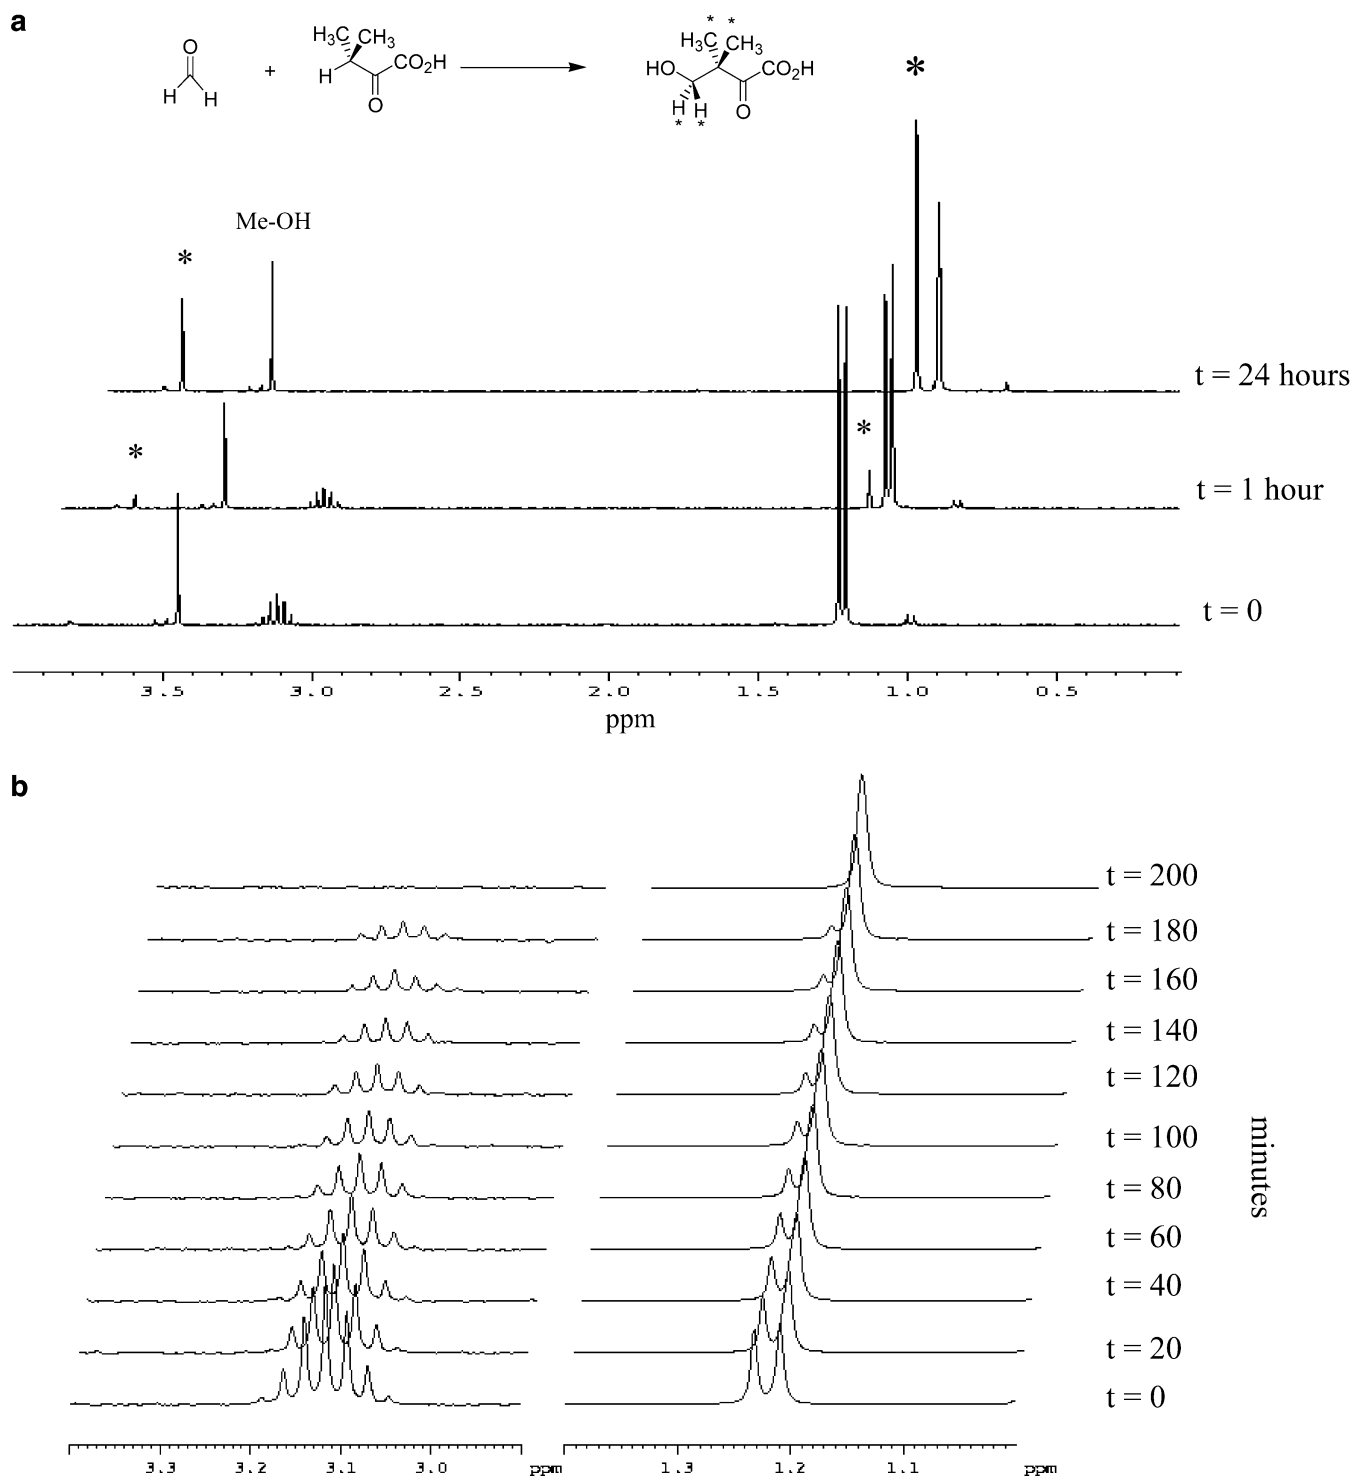 a
O
H H
+
H₃C CH₃
H CO₂H
O
* *
H₃C CH₃
HO CO₂H
H H O
* *
*
Me-OH
*
t = 24 hours
*
*
t = 1 hour
t = 0
3.5 3.0 2.5 2.0 1.5 1.0 0.5
ppm
b
t = 200
t = 180
t = 160
t = 140
t = 120
t = 100
t = 80
t = 60
t = 40
t = 20
t = 0
minutes
3.3 3.2 3.1 3.0 ppm 1.3 1.2 1.1 ppm